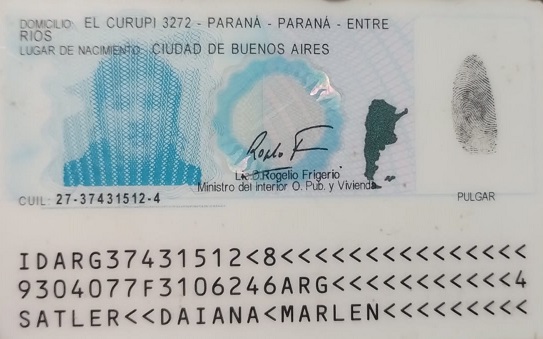 DOMICILIO: EL CURUPI 3272 - PARANÁ - PARANÁ - ENTRE
RIOS
LUGAR DE NACIMIENTO: CIUDAD DE BUENOS AIRES
Lic. Rogelio Frigerio
Ministro del Interior O. Pub. y Vivienda
CUIL: 27-37431512-4
PULGAR
IDARG37431512<8<<<<<<<<<<<<<<<
9304077F3106246ARG<<<<<<<<<<<4
SATLER<<DAIANA<MARLEN<<<<<<<<<